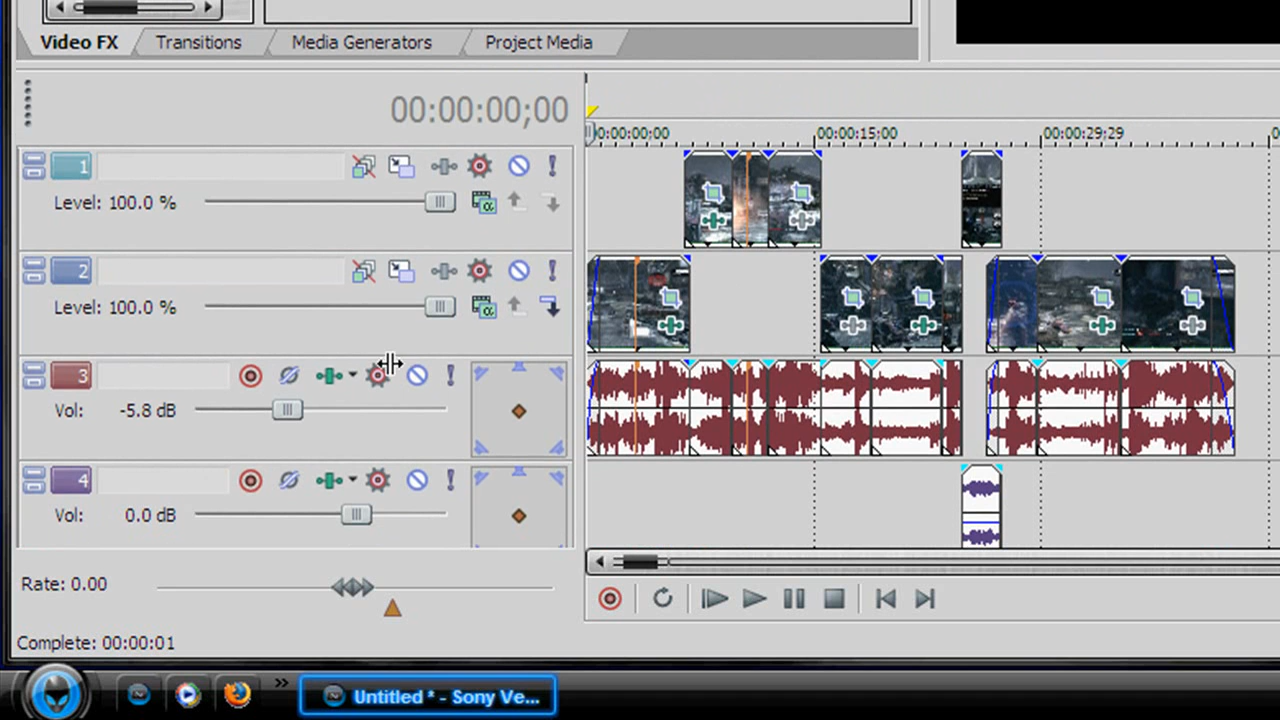 Video FX Transitions Media Generators Project Media
00:00:00;00
0:00:00;00 00:00:15;00 00:00:29;29 0
1
Level: 100.0 %
2
Level: 100.0 %
3
Vol: -5.8 dB
4
Vol: 0.0 dB
Rate: 0.00
Complete: 00:00:01
Untitled * - Sony Ve...